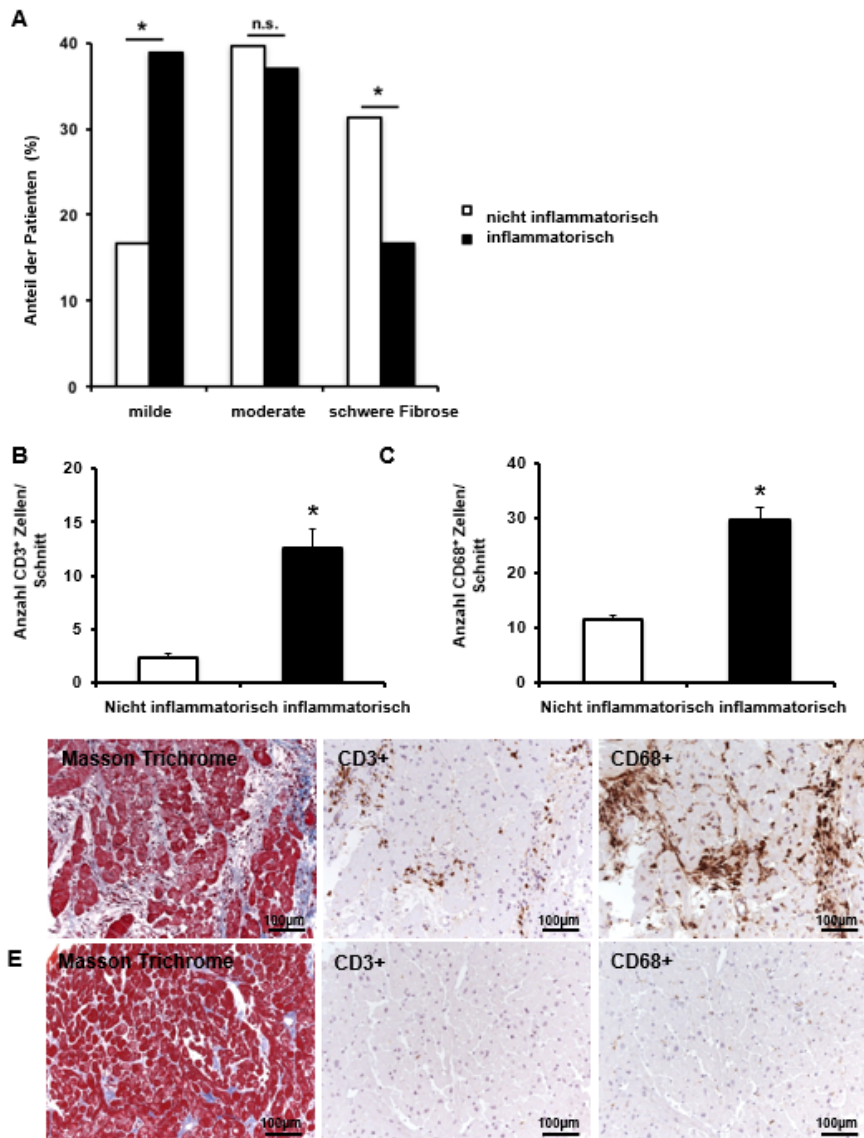 A
*
n.s.
*
40
30
20
10
0
Anteil der Patienten (%)
milde moderate schwere Fibrose
nicht inflammatorisch
inflammatorisch
B
20
15
10
5
0
Anzahl CD3+ Zellen/
Schnitt
*
Nicht inflammatorisch inflammatorisch
C
40
30
20
10
0
Anzahl CD68+ Zellen/
Schnitt
*
Nicht inflammatorisch inflammatorisch
Masson Trichrome CD3+ CD68+
100µm 100µm 100µm
E Masson Trichrome CD3+ CD68+
100µm 100µm 100µm